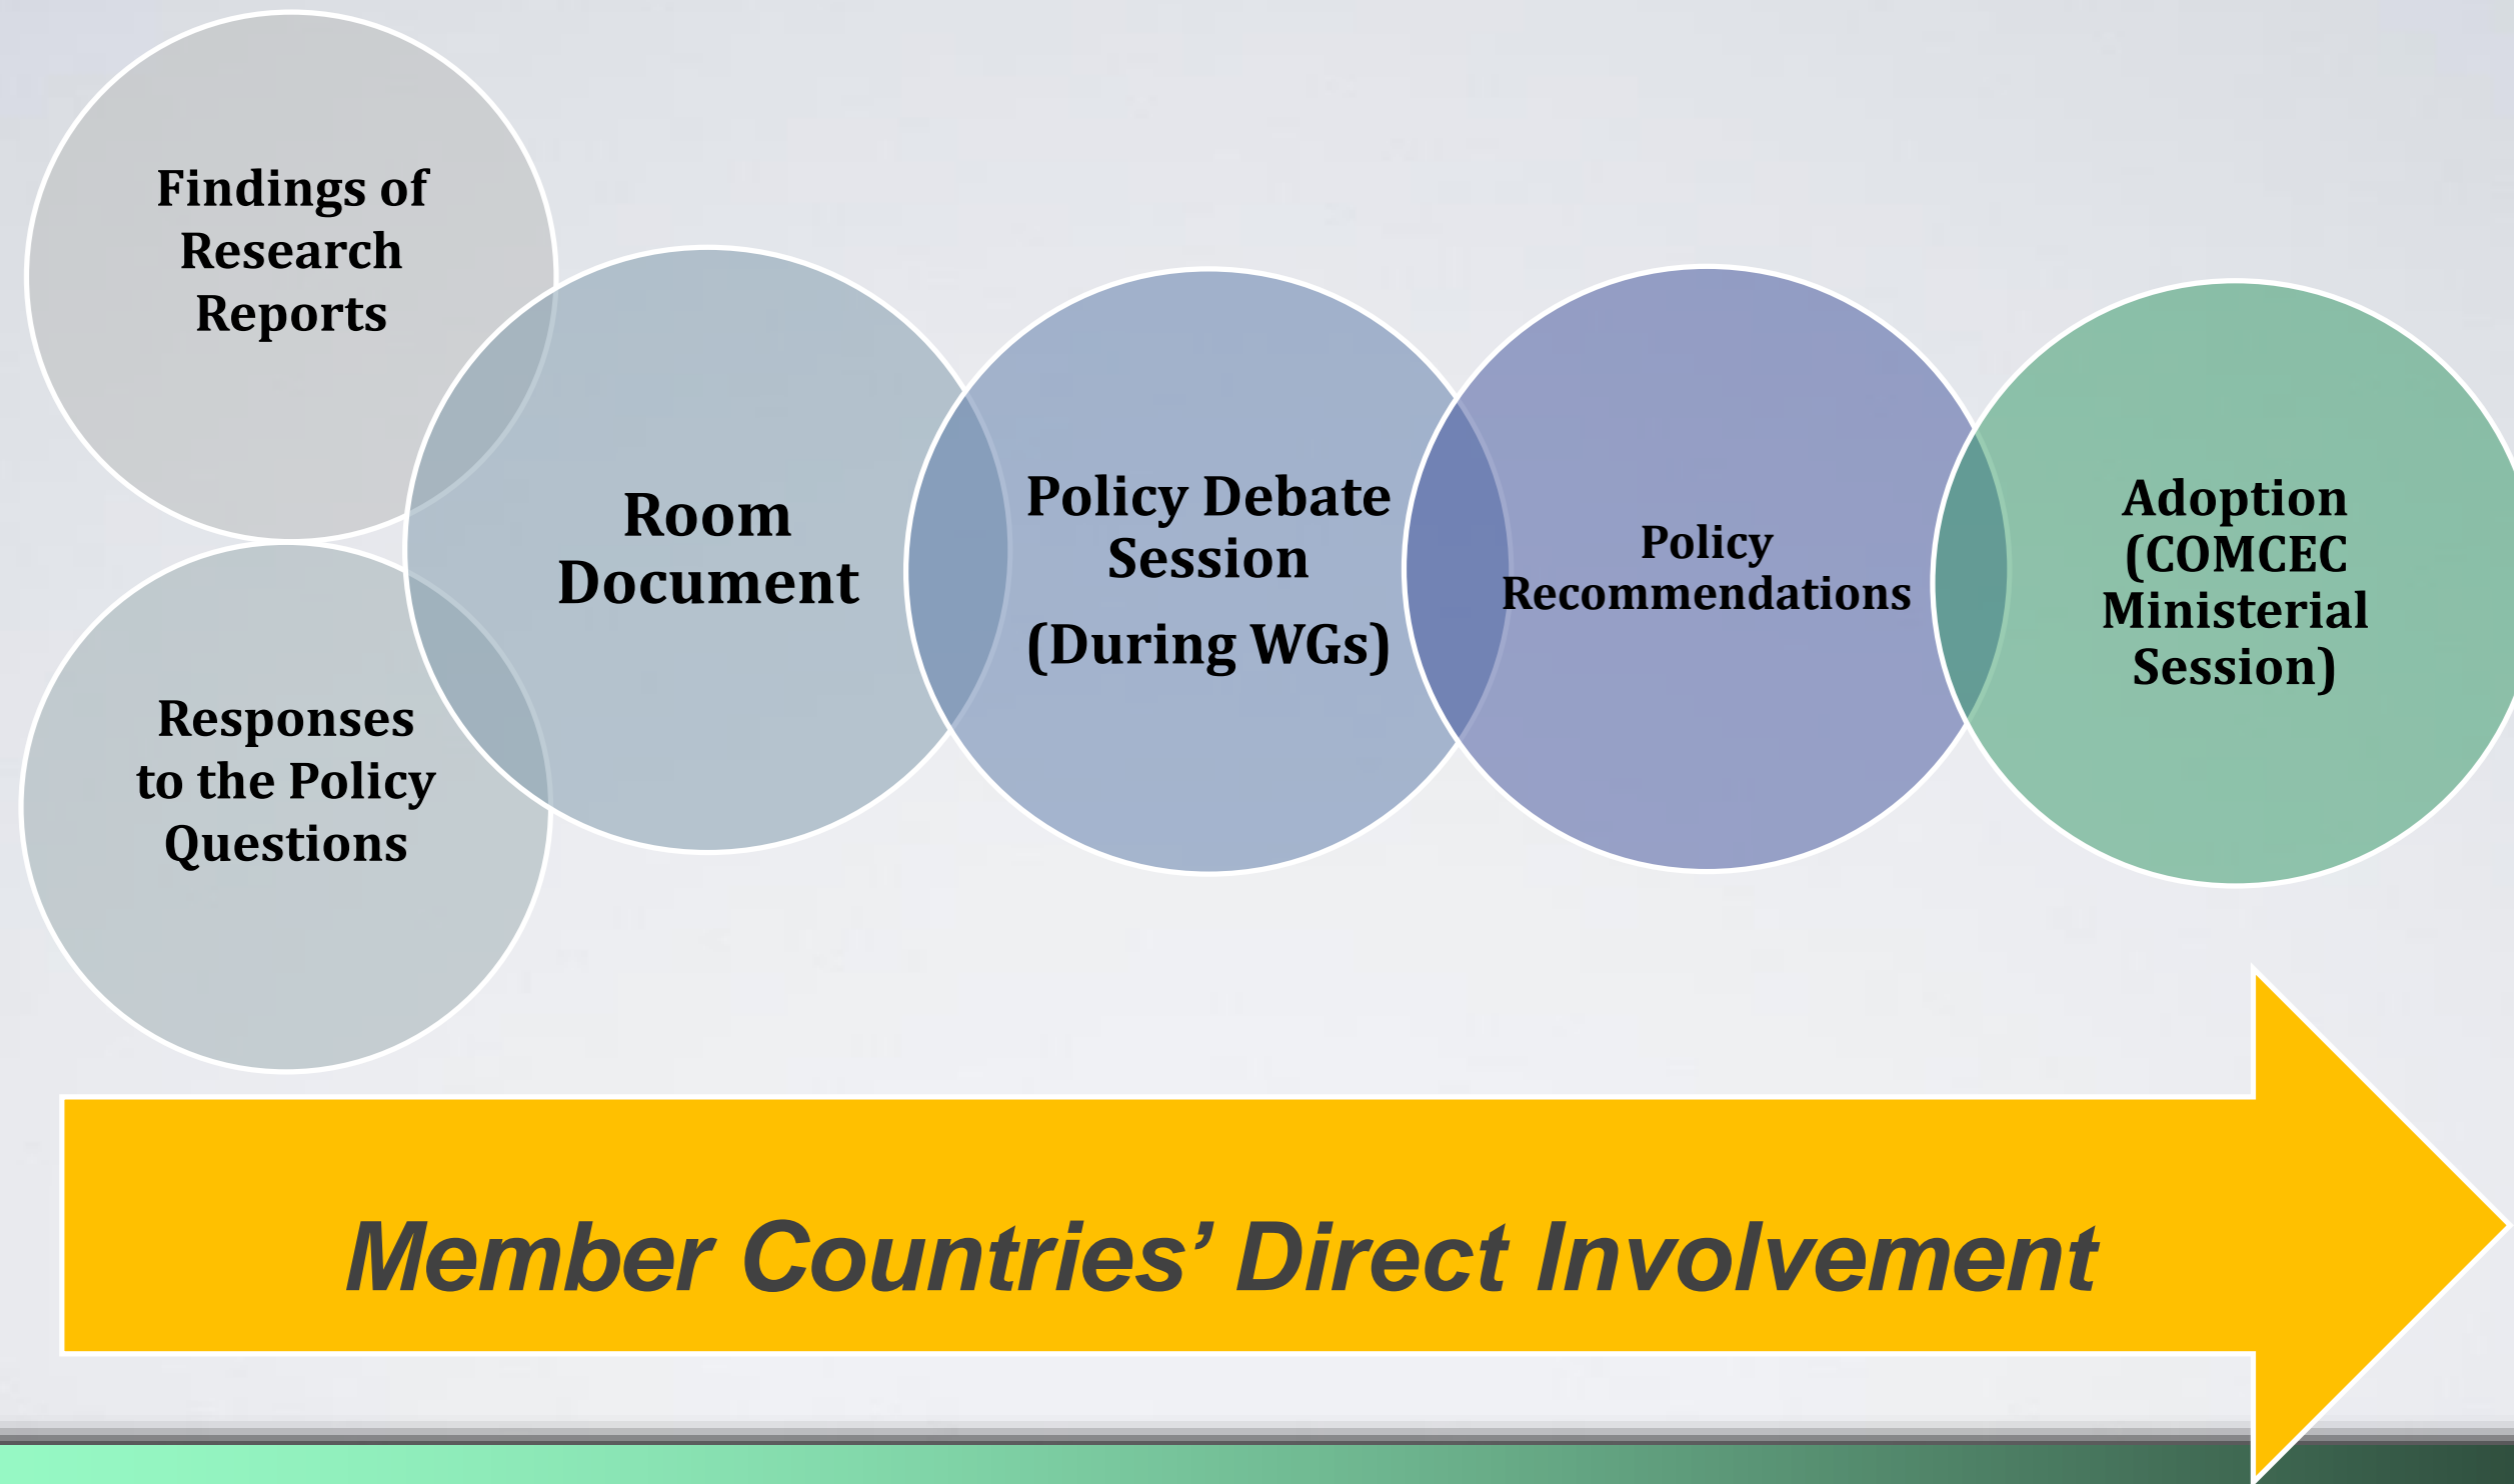 Findings of
Research
Reports
Responses
to the Policy
Questions
Room
Document
Policy Debate
Session
(During WGs)
Policy
Recommendations
Adoption
(COMCEC
Ministerial
Session)
Member Countries’ Direct Involvement